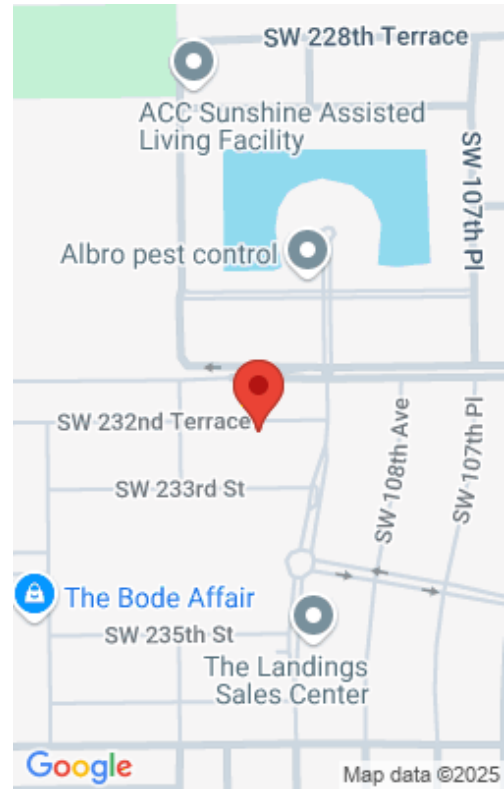 SW 228th Terrace
ACC Sunshine Assisted
Living Facility
SW 107th Pl
Albro pest control
SW 232nd Terrace
SW 108th Ave
SW 107th Pl
SW 233rd St
The Bode Affair
SW 235th St
The Landings
Sales Center
Google
Map data ©2025